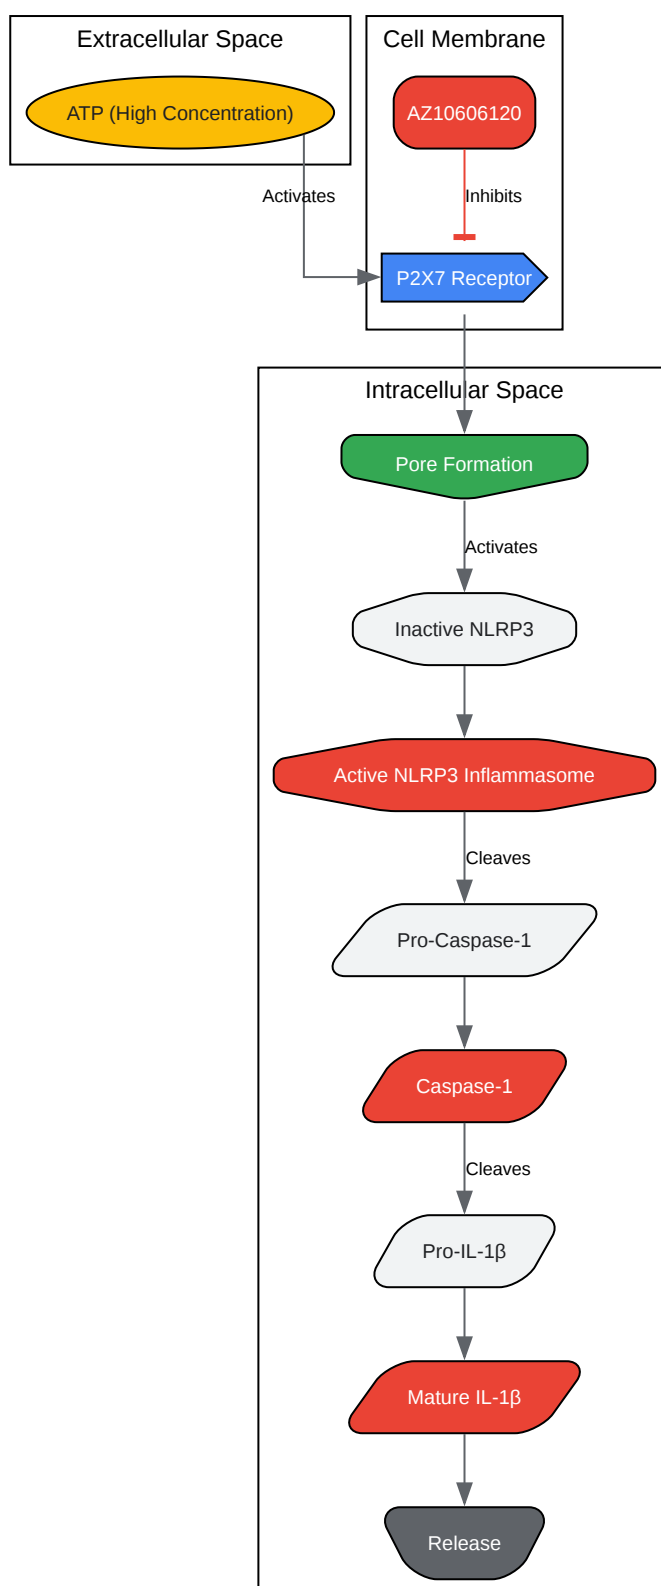 Extracellular Space
Cell Membrane
ATP (High Concentration)
AZ10606120
Activates
Inhibits
P2X7 Receptor
Intracellular Space
Pore Formation
Activates
Inactive NLRP3
Active NLRP3 Inflammasome
Cleaves
Pro-Caspase-1
Caspase-1
Cleaves
Pro-IL-1β
Mature IL-1β
Release